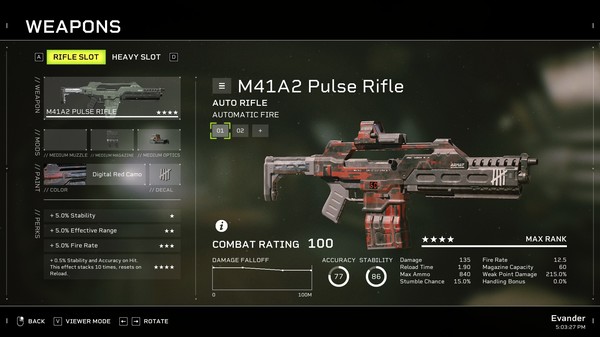 WEAPONS
A RIFLE SLOT HEAVY SLOT D
// WEAPON
M41A2 PULSE RIFLE ★★★★
// MODS
// MEDIUM MUZZLE // MEDIUM MAGAZINE // MEDIUM OPTICS
// PAINT
Digital Red Camo
// COLOR // DECAL
// PERKS
+ 5.0% Stability ★
+ 5.0% Effective Range ★★
+ 5.0% Fire Rate ★★★
+ 0.5% Stability and Accuracy on Hit.
This effect stacks 10 times, resets on
Reload. ★★★★
M41A2 Pulse Rifle
AUTO RIFLE
AUTOMATIC FIRE
01 02 +
i
COMBAT RATING 100
DAMAGE FALLOFF
0 100M
ACCURACY STABILITY
77 86
★★★★ MAX RANK
Damage 135 Fire Rate 12.5
Reload Time 1.90 Magazine Capacity 60
Max Ammo 840 Weak Point Damage 215.0%
Stumble Chance 15.0% Handling Bonus 0.0%
BACK V VIEWER MODE ← → ROTATE
Evander
5:03:27 PM